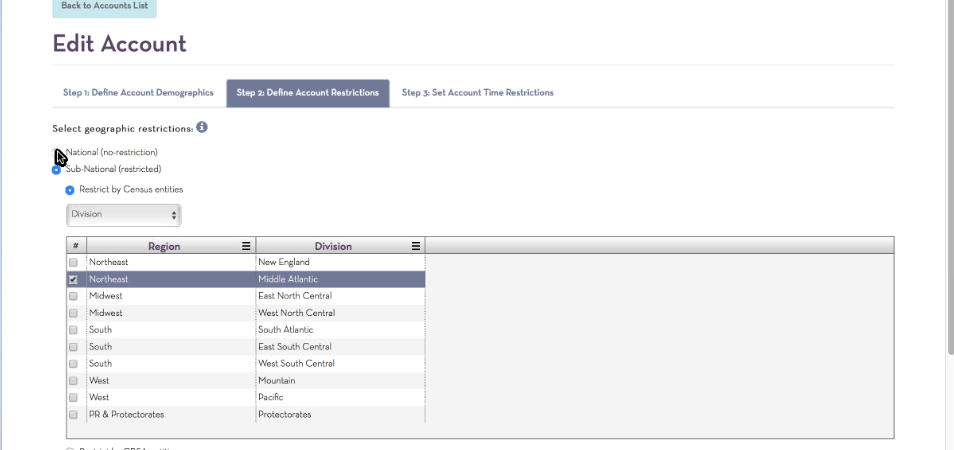 Back to Accounts List
Edit Account
Step 1: Define Account Demographics Step 2: Define Account Restrictions Step 3: Set Account Time Restrictions
Select geographic restrictions: i
National (no-restriction)
Sub-National (restricted)
Restrict by Census entities
Division
# Region Division
Northeast New England
Northeast Middle Atlantic
Midwest East North Central
Midwest West North Central
South South Atlantic
South East South Central
South West South Central
West Mountain
West Pacific
PR & Protectorates Protectorates